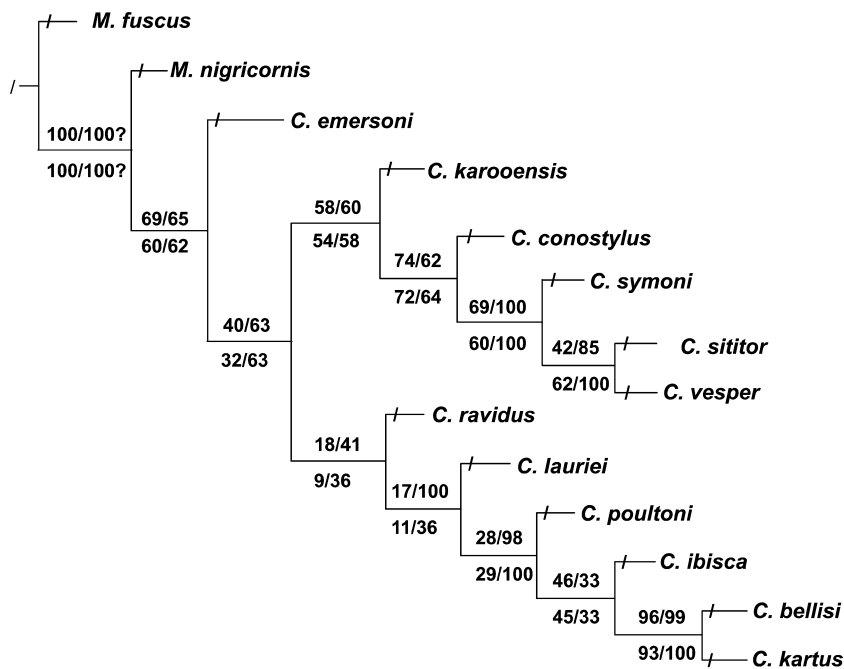 M. fuscus
/
M. nigricornis
100/100?
100/100?
C. emersoni
C. karooensis
58/60
54/58
69/65
60/62
C. conostylus
74/62
72/64
C. symoni
69/100
60/100
40/63
32/63
42/85
62/100
C. sititor
C. vesper
C. ravidus
18/41
9/36
C. lauriei
17/100
11/36
C. poultoni
28/98
29/100
C. ibisca
46/33
45/33
C. bellisi
96/99
93/100
C. kartus